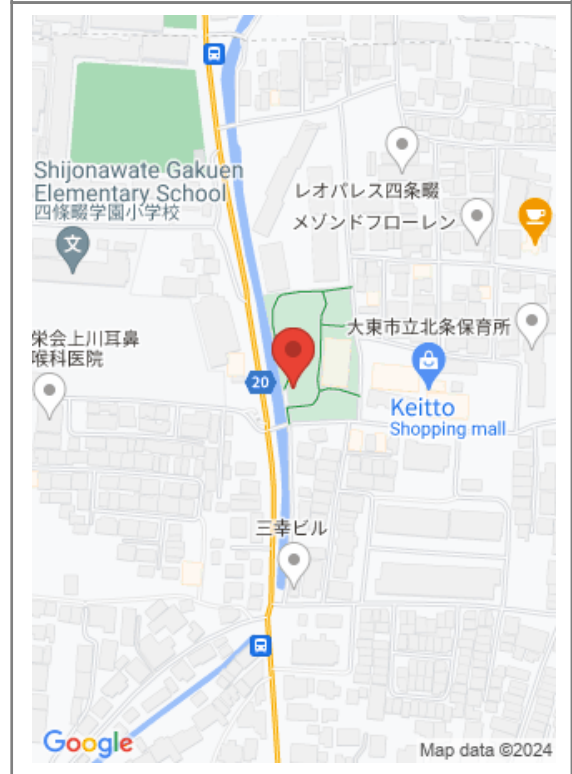 Shijonawate Gakuen
Elementary School
四條畷学園小学校
文
レオパレス四条畷
メゾンドフローレン
大東市立北条保育所
栄会上川耳鼻
喉科医院
20
Keitto
Shopping mall
三幸ビル
Google
Map data ©2024